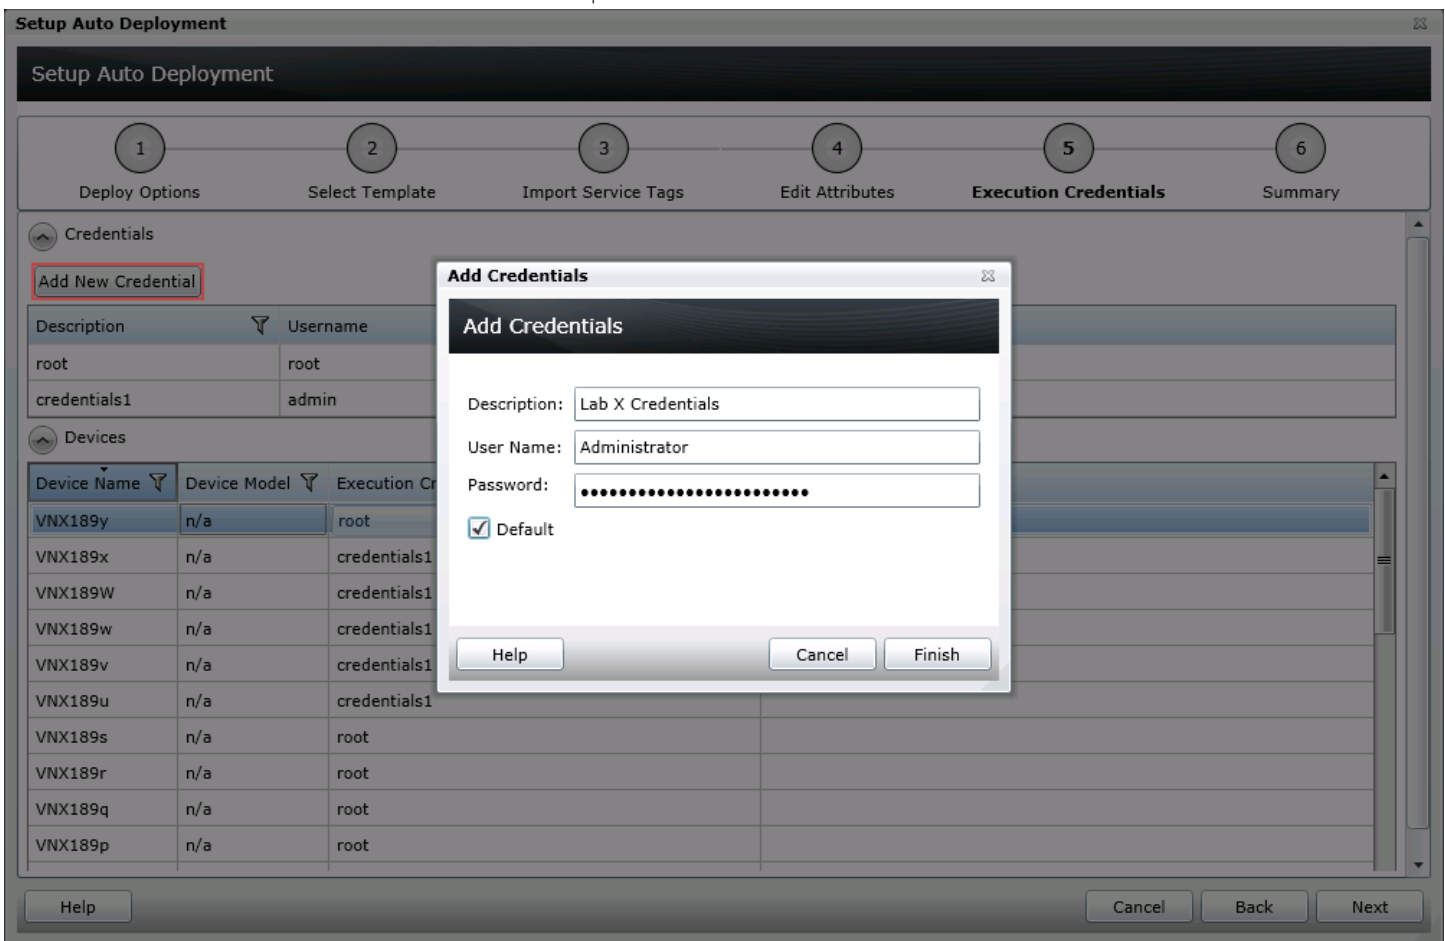 Setup Auto Deployment
Setup Auto Deployment
1 2 3 4 5 6
Deploy Options Select Template Import Service Tags Edit Attributes Execution Credentials Summary
Credentials
Add New Credential
Description Username
root root
credentials1 admin
Devices
Device Name Device Model Execution Cr
VNX189y n/a root
VNX189x n/a credentials1
VNX189W n/a credentials1
VNX189w n/a credentials1
VNX189v n/a credentials1
VNX189u n/a credentials1
VNX189s n/a root
VNX189r n/a root
VNX189q n/a root
VNX189p n/a root
Add Credentials
Add Credentials
Description: Lab X Credentials
User Name: Administrator
Password: ••••••••••••••••••••••••
Default
Help Cancel Finish
Help Cancel Back Next